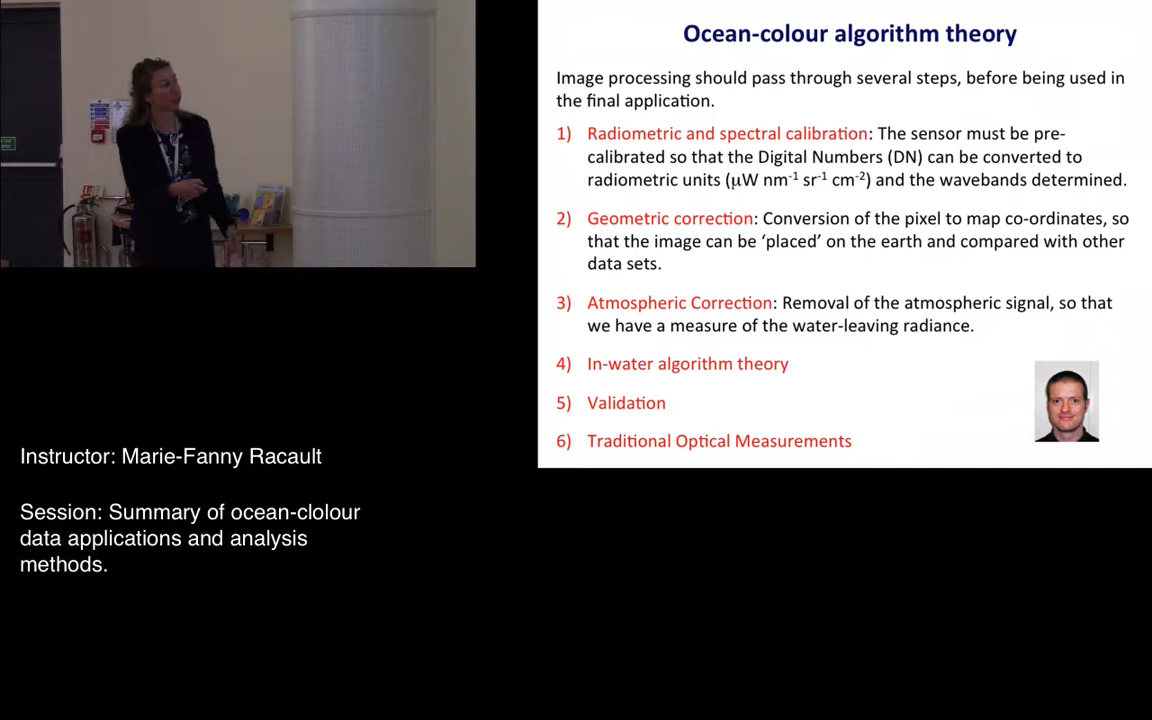 Ocean-colour algorithm theory
Image processing should pass through several steps, before being used in
the final application.
1) Radiometric and spectral calibration: The sensor must be pre-
calibrated so that the Digital Numbers (DN) can be converted to
radiometric units (μW nm⁻¹ sr⁻¹ cm⁻²) and the wavebands determined.
2) Geometric correction: Conversion of the pixel to map co-ordinates, so
that the image can be ‘placed’ on the earth and compared with other
data sets.
3) Atmospheric Correction: Removal of the atmospheric signal, so that
we have a measure of the water-leaving radiance.
4) In-water algorithm theory
5) Validation
6) Traditional Optical Measurements
Instructor: Marie-Fanny Racault
Session: Summary of ocean-clolour
data applications and analysis
methods.